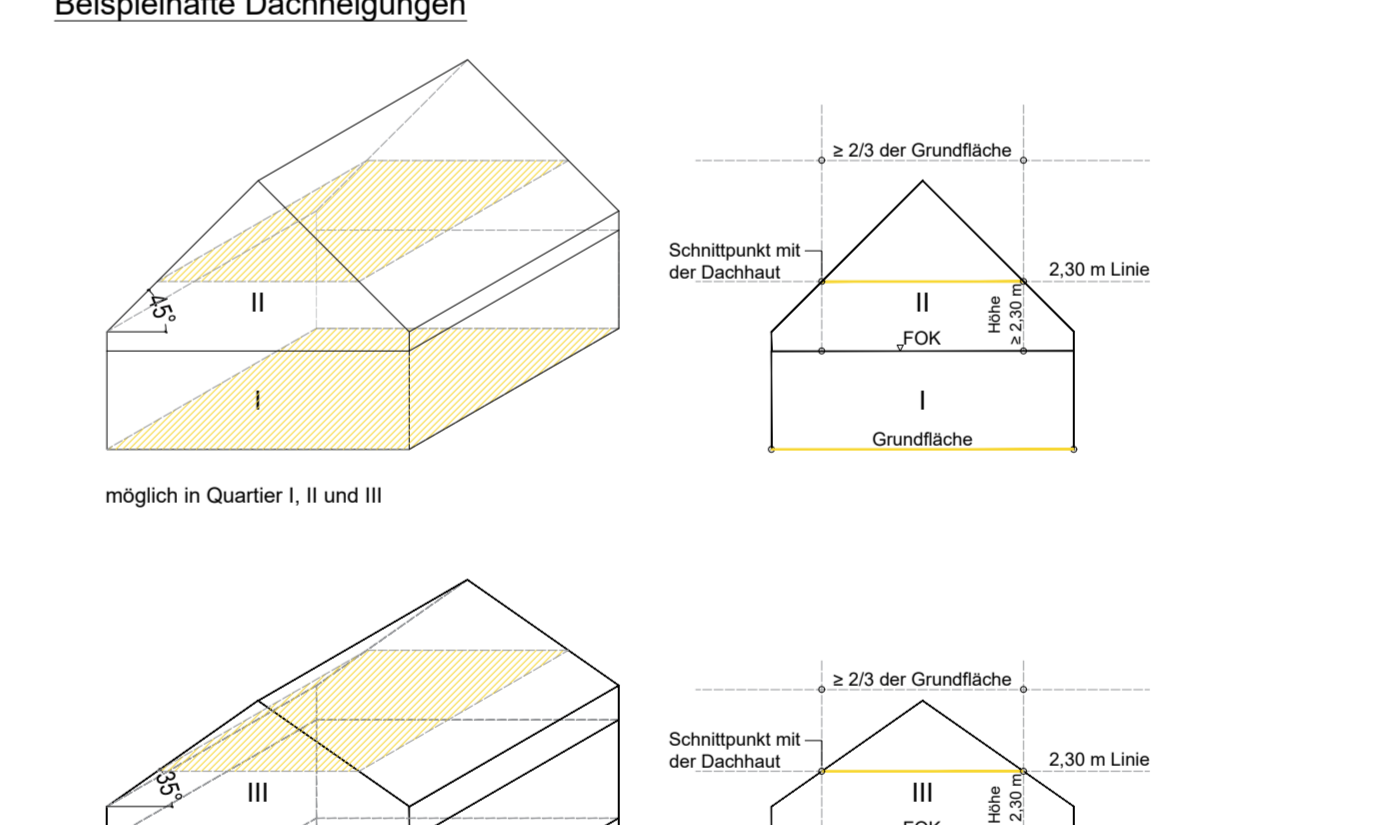 Beispielhafte Dachneigungen
≥ 2/3 der Grundfläche
Schnittpunkt mit
der Dachhaut
2,30 m Linie
45°
II
II
Höhe
≥ 2,30 m
FOK
I
I
Grundfläche
möglich in Quartier I, II und III
≥ 2/3 der Grundfläche
Schnittpunkt mit
der Dachhaut
2,30 m Linie
35°
III
III
Höhe
2,30 m
FOK